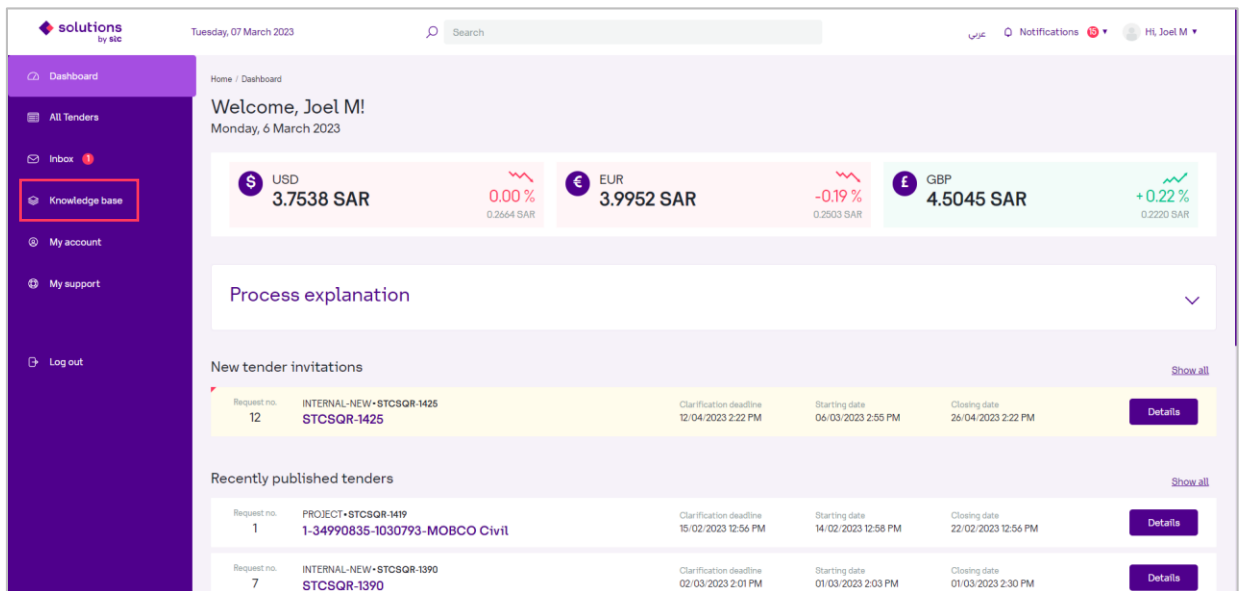 solutions
by stc
Tuesday, 07 March 2023
Search
عربي
Notifications 15
Hi, Joel M
Dashboard
All Tenders
Inbox 1
Knowledge base
My account
My support
Log out
Home / Dashboard
Welcome, Joel M!
Monday, 6 March 2023
$ USD
3.7538 SAR
0.00 %
0.2664 SAR
€ EUR
3.9952 SAR
-0.19 %
0.2503 SAR
£ GBP
4.5045 SAR
+0.22 %
0.2220 SAR
Process explanation
New tender invitations
Show all
Request no.
12
INTERNAL-NEW•STCSQR-1425
STCSQR-1425
Clarification deadline
12/04/2023 2:22 PM
Starting date
06/03/2023 2:55 PM
Closing date
26/04/2023 2:22 PM
Details
Recently published tenders
Show all
Request no.
1
PROJECT•STCSQR-1419
1-34990835-1030793-MOBCO Civil
Clarification deadline
15/02/2023 12:56 PM
Starting date
14/02/2023 12:58 PM
Closing date
22/02/2023 12:56 PM
Details
Request no.
7
INTERNAL-NEW•STCSQR-1390
STCSQR-1390
Clarification deadline
02/03/2023 2:01 PM
Starting date
01/03/2023 2:03 PM
Closing date
01/03/2023 2:30 PM
Details